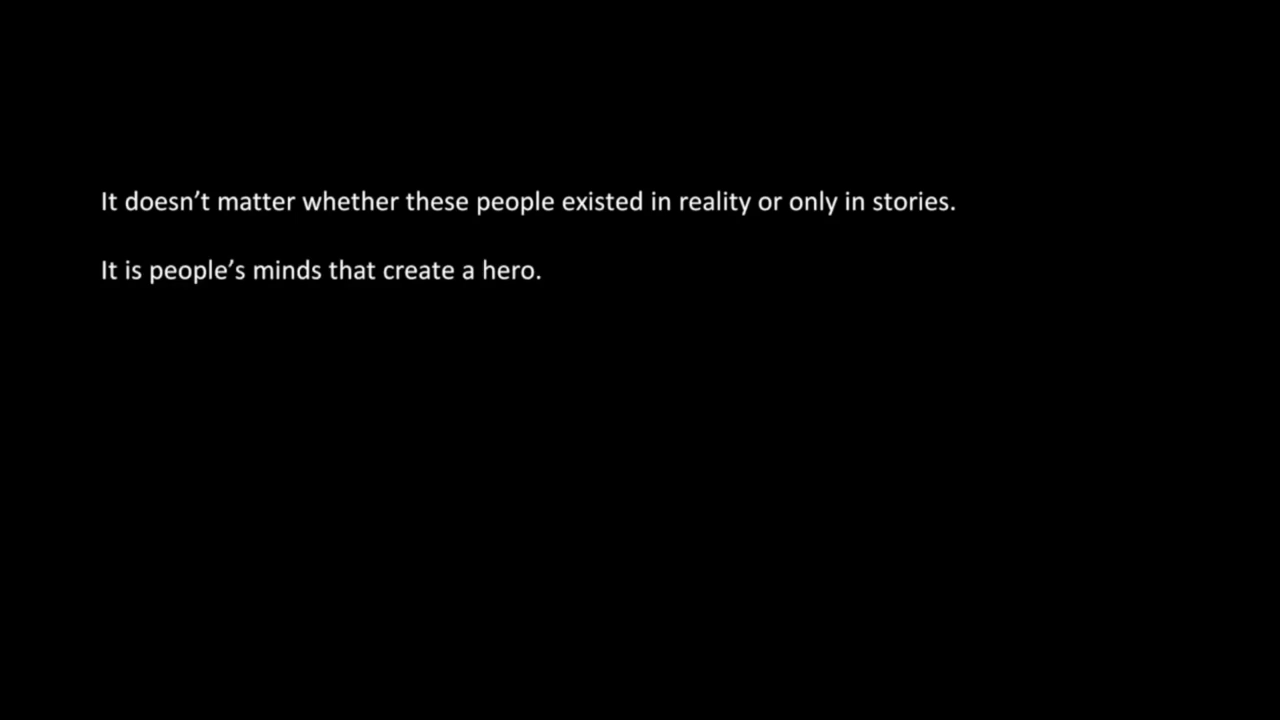 It doesn’t matter whether these people existed in reality or only in stories.
It is people’s minds that create a hero.